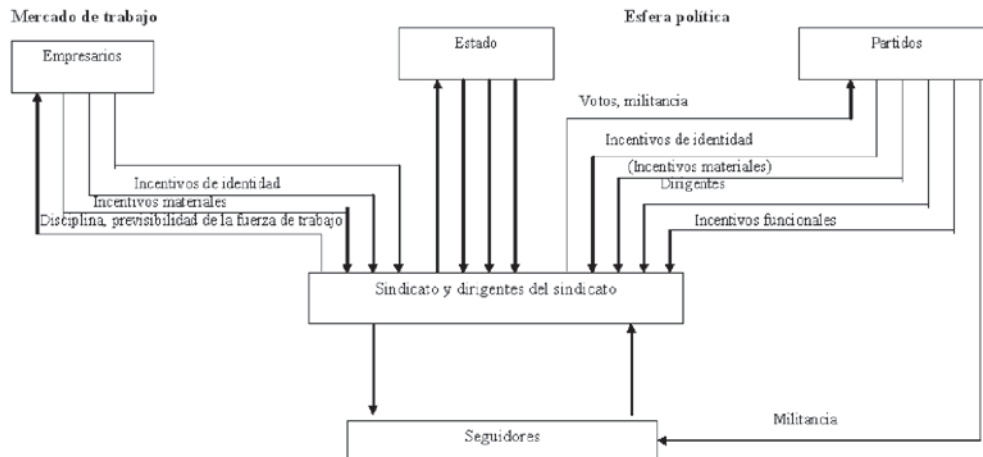 Mercado de trabajo
Esfera política
Empresarios
Estado
Partidos
Votos, militancia
Incentivos de identidad
(Incentivos materiales)
Dirigentes
Incentivos de identidad
Incentivos materiales
Disciplina, previsibilidad de la fuerza de trabajo
Incentivos funcionales
Sindicato y dirigentes del sindicato
Militancia
Seguidores